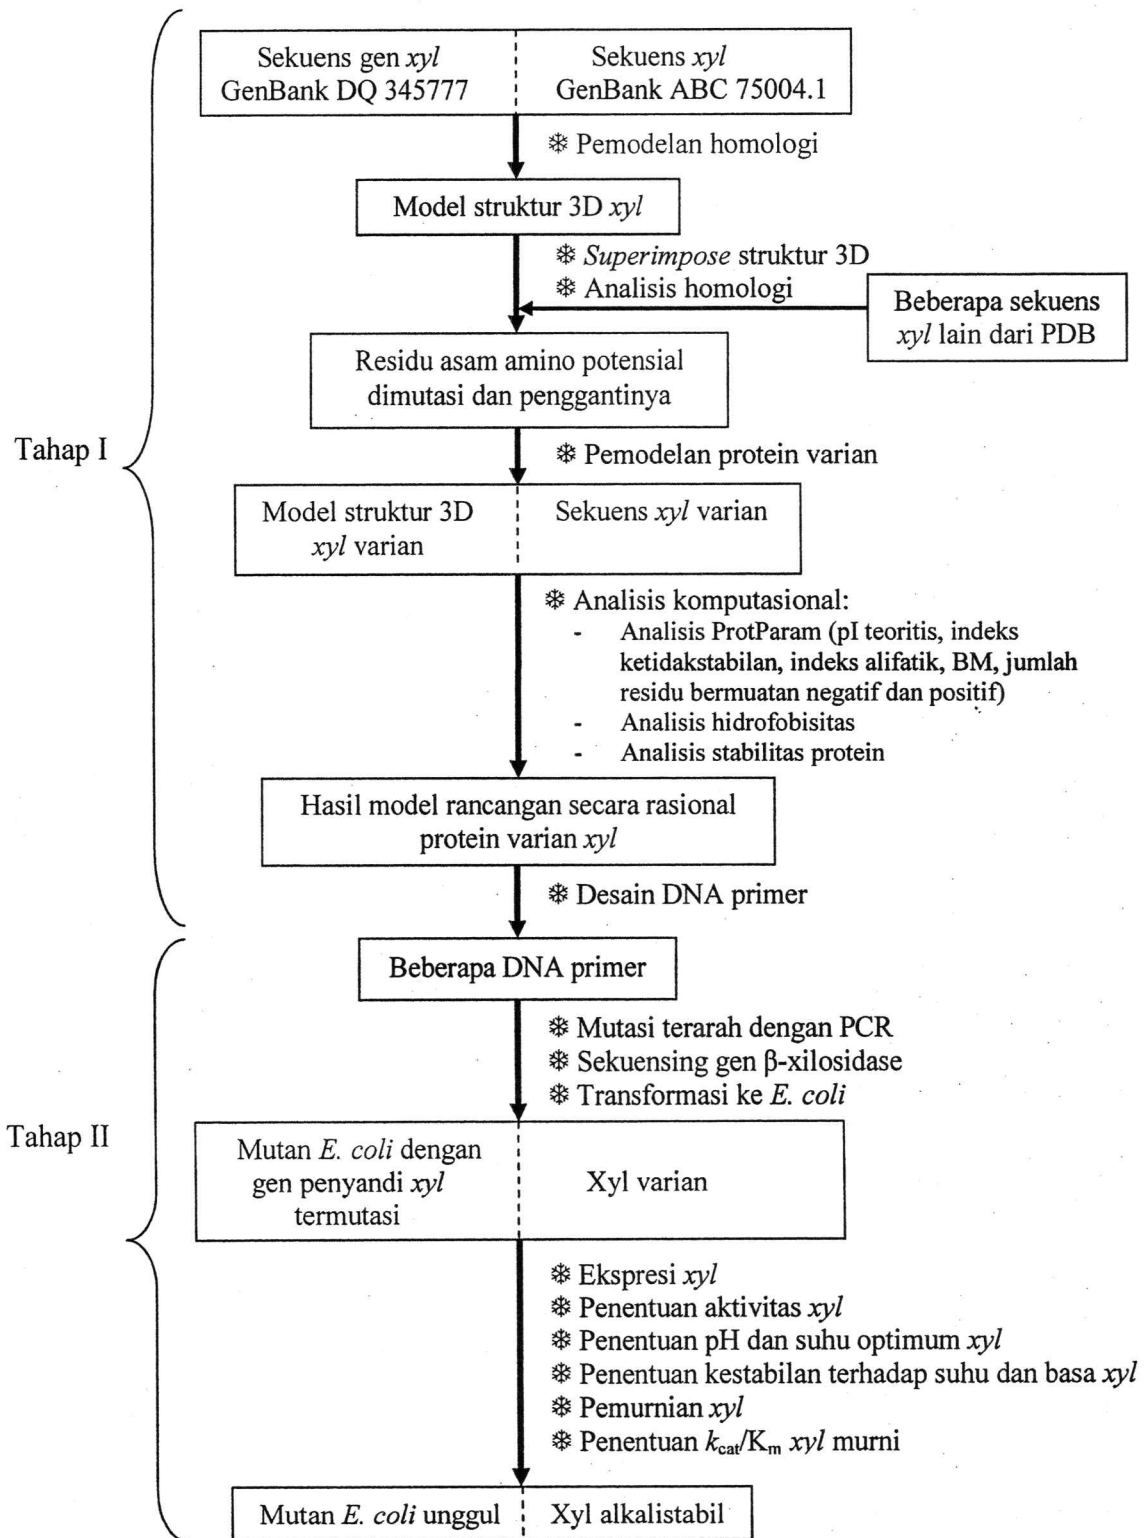 Sekuens gen xyl
GenBank DQ 345777
Sekuens xyl
GenBank ABC 75004.1
❄ Pemodelan homologi
Model struktur 3D xyl
❄ Superimpose struktur 3D
❄ Analisis homologi
Beberapa sekuens
xyl lain dari PDB
Residu asam amino potensial
dimutasi dan penggantinya
Tahap I
❄ Pemodelan protein varian
Model struktur 3D
xyl varian
Sekuens xyl varian
❄ Analisis komputasional:
- Analisis ProtParam (pI teoritis, indeks
ketidakstabilan, indeks alifatik, BM, jumlah
residu bermuatan negatif dan positif)
- Analisis hidrofobisitas
- Analisis stabilitas protein
Hasil model rancangan secara rasional
protein varian xyl
❄ Desain DNA primer
Beberapa DNA primer
❄ Mutasi terarah dengan PCR
❄ Sekuensing gen β-xilosidase
❄ Transformasi ke E. coli
Tahap II
Mutan E. coli dengan
gen penyandi xyl
termutasi
Xyl varian
❄ Ekspresi xyl
❄ Penentuan aktivitas xyl
❄ Penentuan pH dan suhu optimum xyl
❄ Penentuan kestabilan terhadap suhu dan basa xyl
❄ Pemurnian xyl
❄ Penentuan kcat/Km xyl murni
Mutan E. coli unggul
Xyl alkalistabil